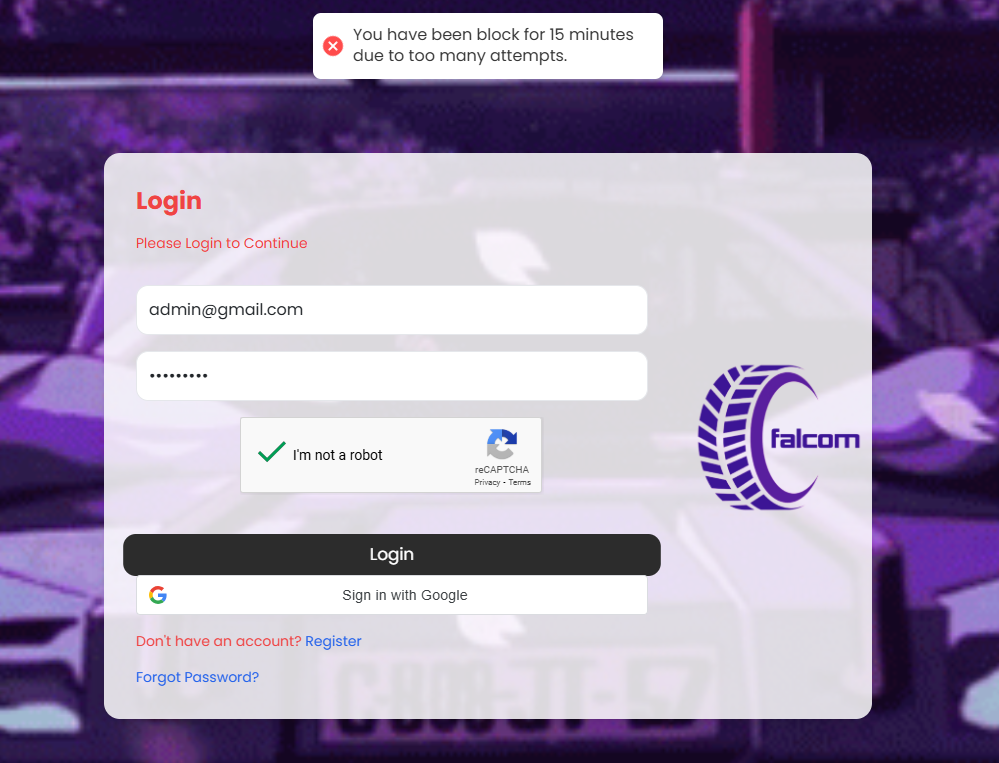 You have been block for 15 minutes
due to too many attempts.
Login
Please Login to Continue
admin@gmail.com
•••••••••
I'm not a robot
reCAPTCHA
Privacy - Terms
falcom
Login
Sign in with Google
Don't have an account? Register
Forgot Password?